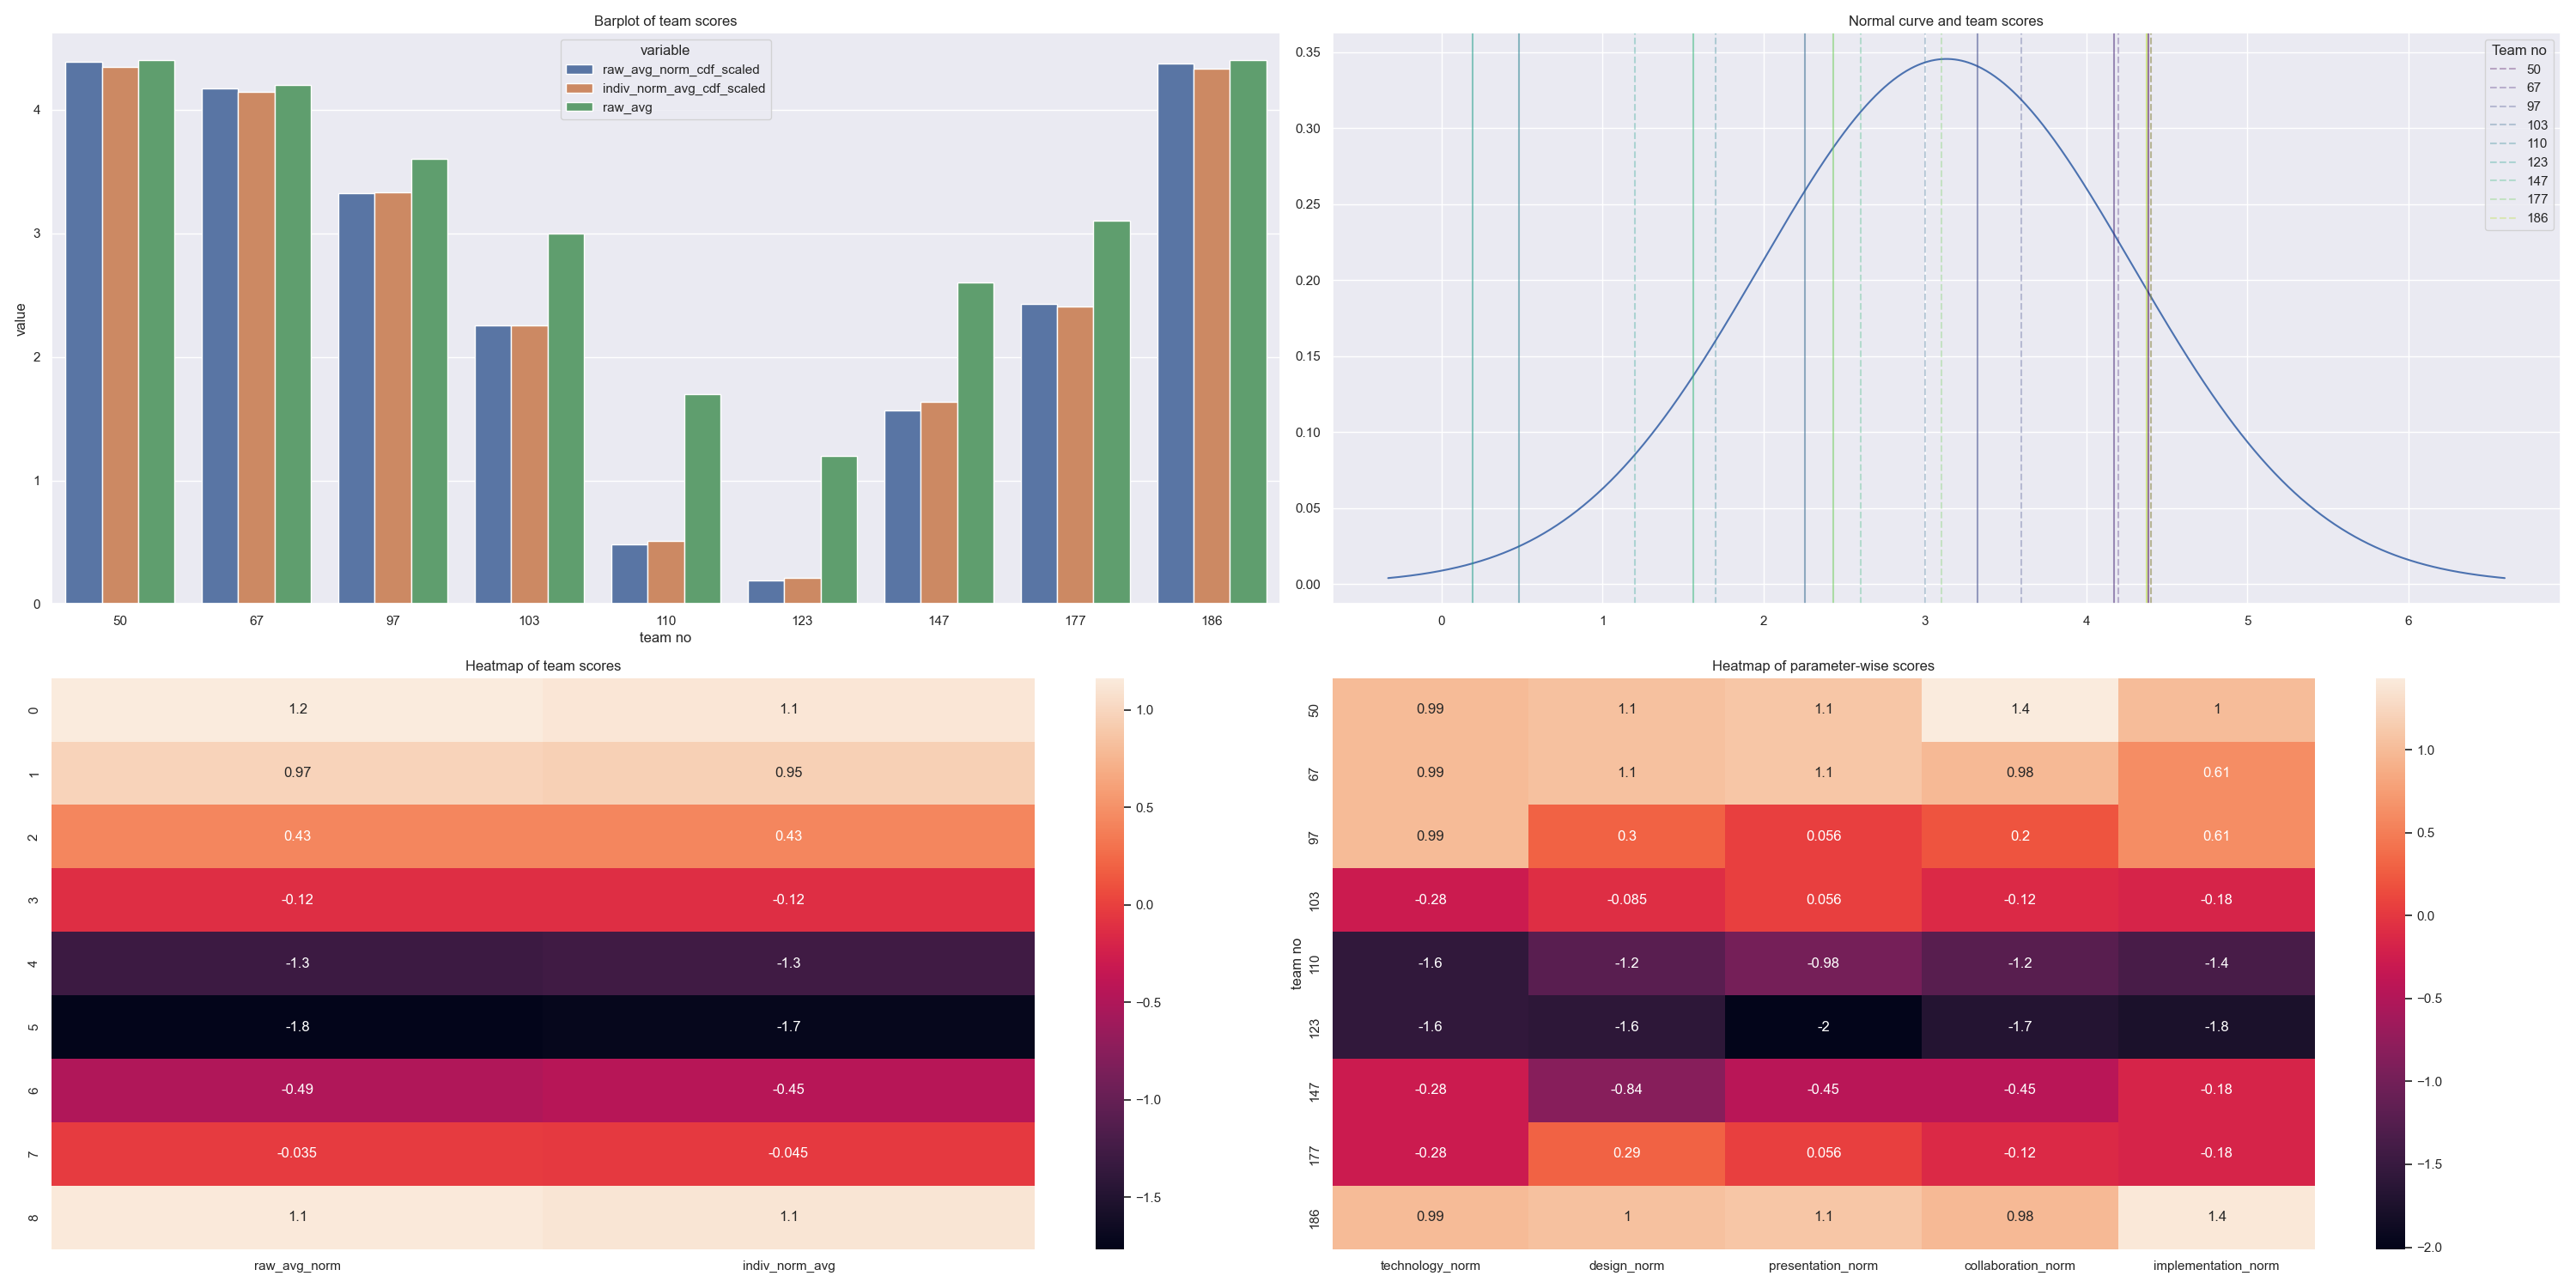 Barplot of team scores
variable
raw_avg_norm_cdf_scaled
indiv_norm_avg_cdf_scaled
raw_avg
value
4
3
2
1
0
50 67 97 103 110 123 147 177 186
team no
Normal curve and team scores
Team no
50
67
97
103
110
123
147
177
186
0.35
0.30
0.25
0.20
0.15
0.10
0.05
0.00
0 1 2 3 4 5 6
Heatmap of team scores
0 1.2 1.1
1 0.97 0.95
2 0.43 0.43
3 -0.12 -0.12
4 -1.3 -1.3
5 -1.8 -1.7
6 -0.49 -0.45
7 -0.035 -0.045
8 1.1 1.1
raw_avg_norm indiv_norm_avg
1.0
0.5
0.0
−0.5
−1.0
−1.5
Heatmap of parameter-wise scores
team no
50 0.99 1.1 1.1 1.4 1
67 0.99 1.1 1.1 0.98 0.61
97 0.99 0.3 0.056 0.2 0.61
103 -0.28 -0.085 0.056 -0.12 -0.18
110 -1.6 -1.2 -0.98 -1.2 -1.4
123 -1.6 -1.6 -2 -1.7 -1.8
147 -0.28 -0.84 -0.45 -0.45 -0.18
177 -0.28 0.29 0.056 -0.12 -0.18
186 0.99 1 1.1 0.98 1.4
technology_norm design_norm presentation_norm collaboration_norm implementation_norm
1.0
0.5
0.0
−0.5
−1.0
−1.5
−2.0